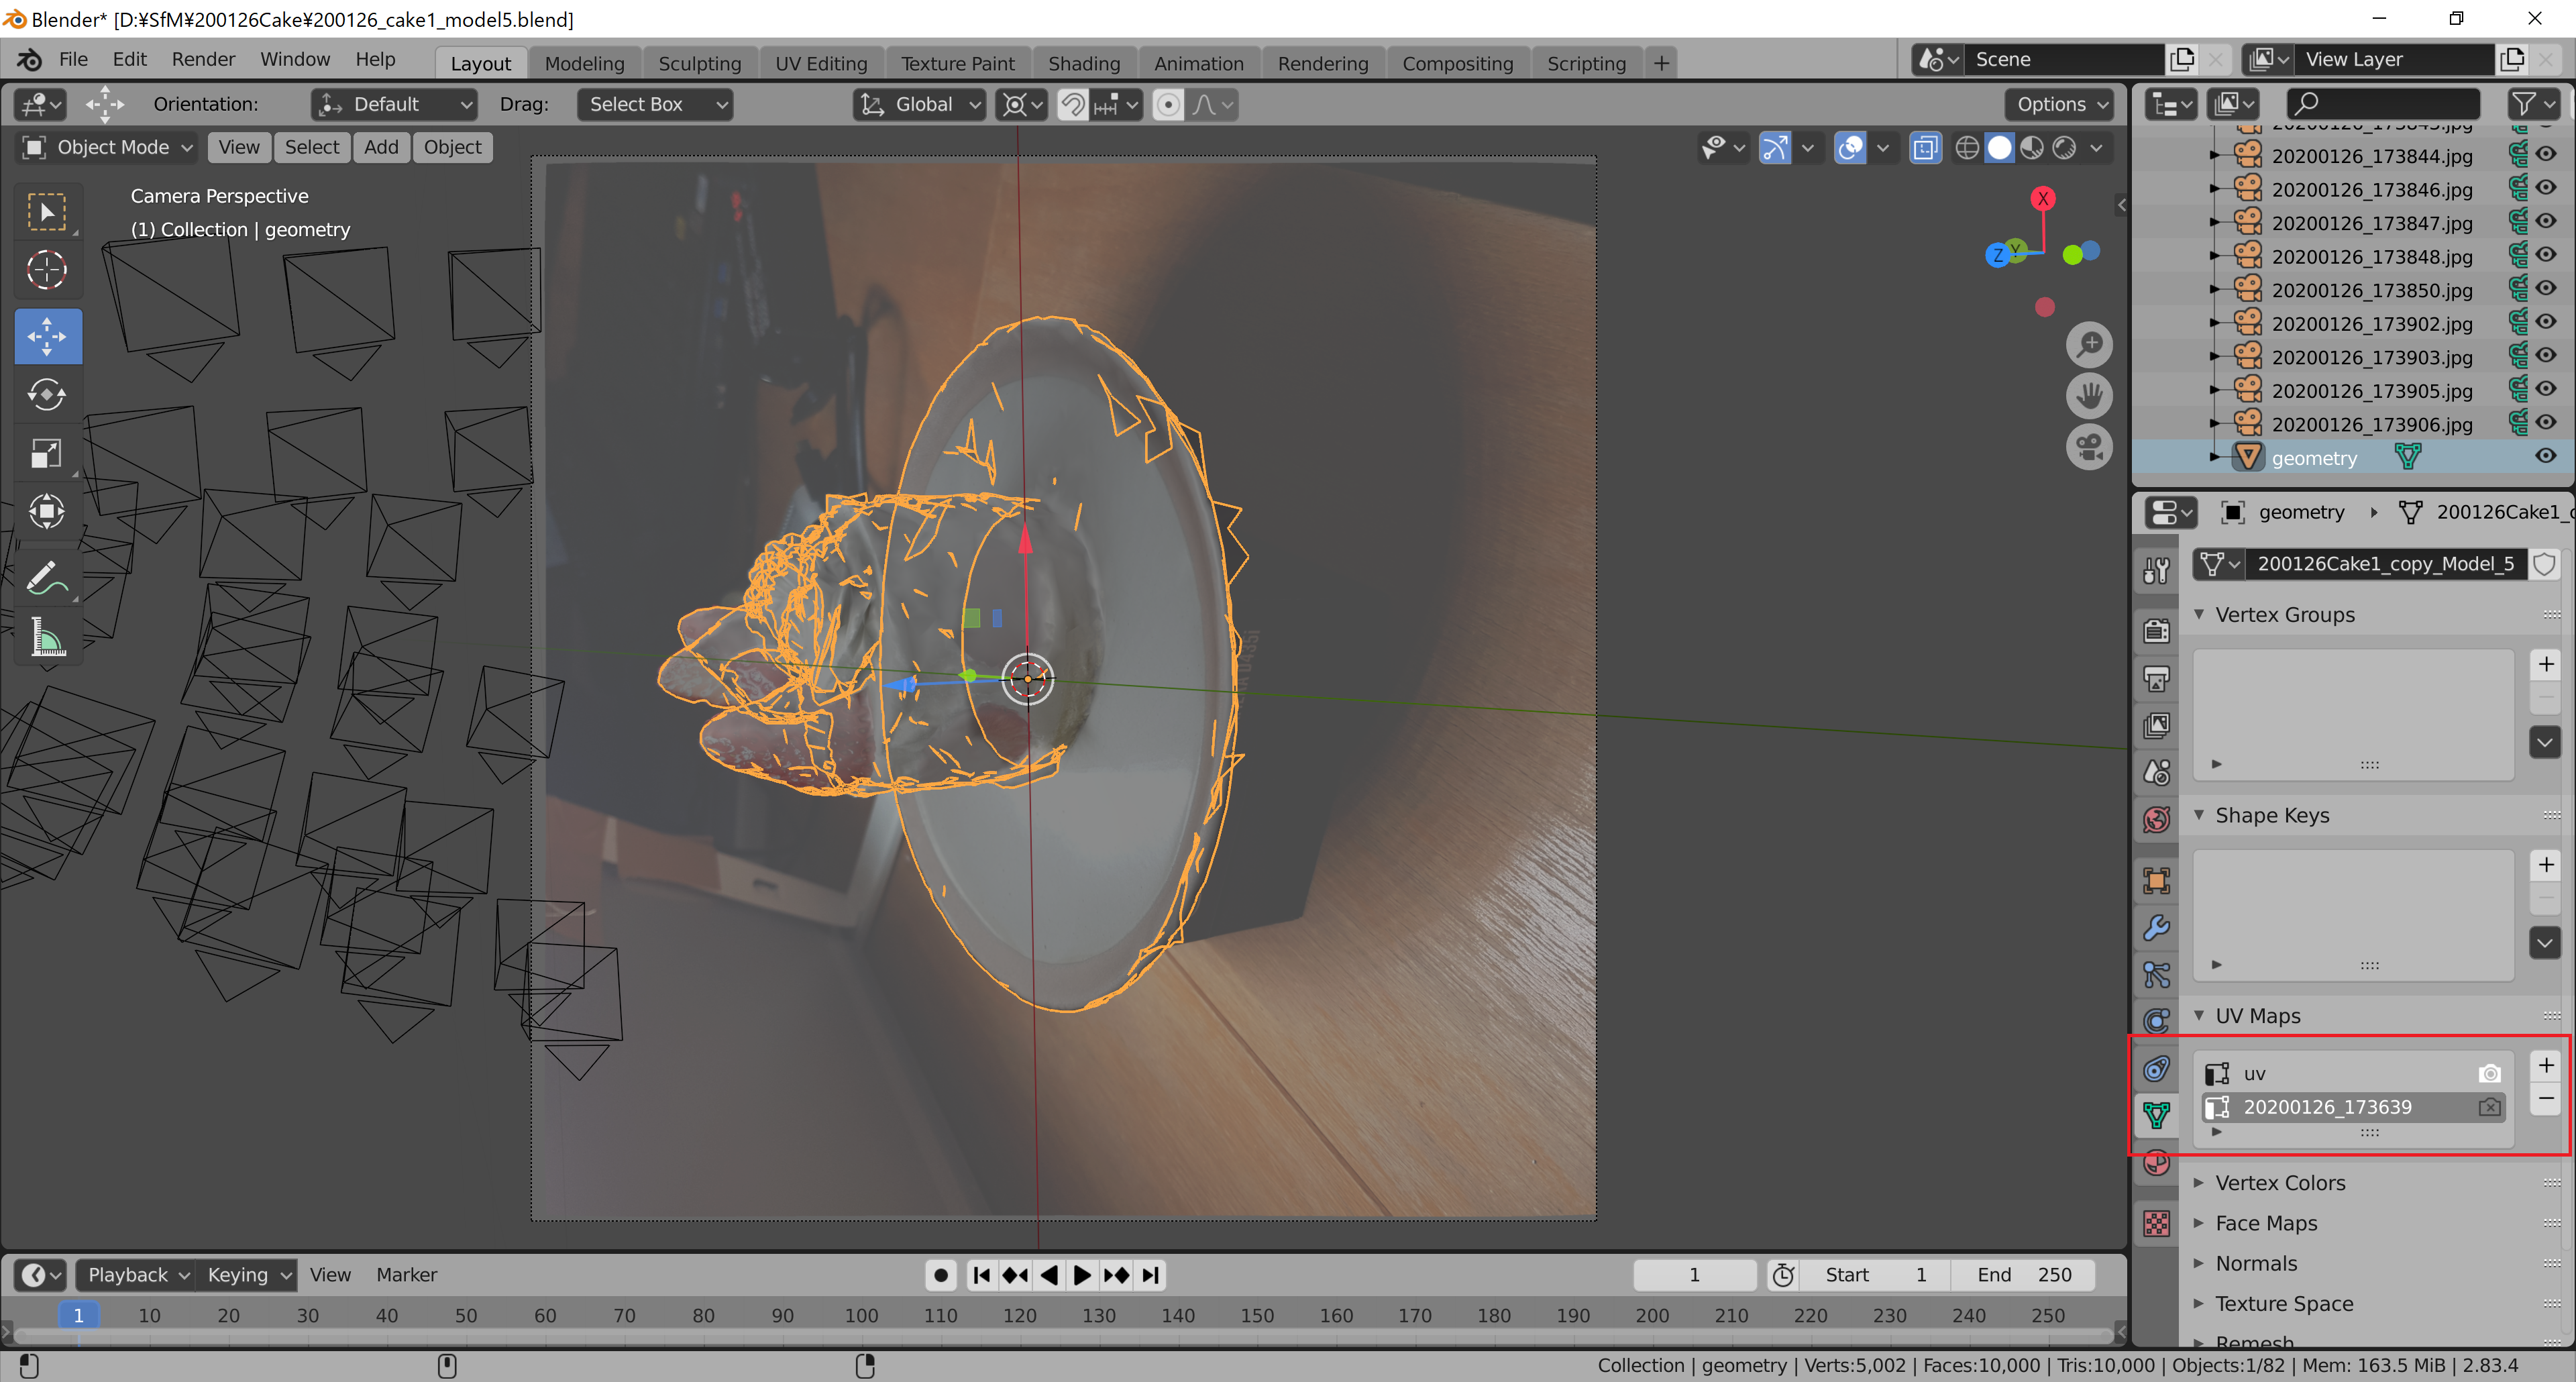 Blender* [D:¥SfM¥200126Cake¥200126_cake1_model5.blend]
File Edit Render Window Help Layout Modeling Sculpting UV Editing Texture Paint Shading Animation Rendering Compositing Scripting + Scene View Layer
Orientation: Default Drag: Select Box Global Options
Object Mode View Select Add Object
Camera Perspective
(1) Collection | geometry
X
Y
Z
20200126_173844.jpg
20200126_173846.jpg
20200126_173847.jpg
20200126_173848.jpg
20200126_173850.jpg
20200126_173902.jpg
20200126_173903.jpg
20200126_173905.jpg
20200126_173906.jpg
geometry
geometry 200126Cake1_c
200126Cake1_copy_Model_5
Vertex Groups
Shape Keys
UV Maps
uv
20200126_173639
Vertex Colors
Face Maps
Normals
Texture Space
Remesh
Playback Keying View Marker 1 Start 1 End 250
1 10 20 30 40 50 60 70 80 90 100 110 120 130 140 150 160 170 180 190 200 210 220 230 240 250
Collection | geometry | Verts:5,002 | Faces:10,000 | Tris:10,000 | Objects:1/82 | Mem: 163.5 MiB | 2.83.4